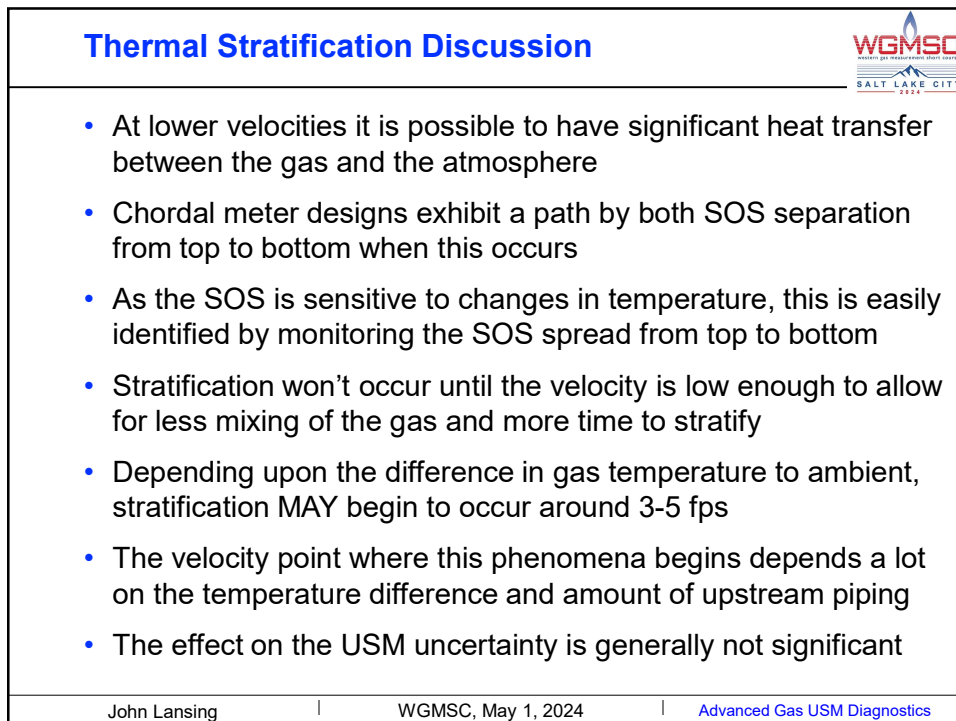 Thermal Stratification Discussion
WGMSC
western gas measurement short course
SALT LAKE CITY
2024
• At lower velocities it is possible to have significant heat transfer
between the gas and the atmosphere
• Chordal meter designs exhibit a path by both SOS separation
from top to bottom when this occurs
• As the SOS is sensitive to changes in temperature, this is easily
identified by monitoring the SOS spread from top to bottom
• Stratification won’t occur until the velocity is low enough to allow
for less mixing of the gas and more time to stratify
• Depending upon the difference in gas temperature to ambient,
stratification MAY begin to occur around 3-5 fps
• The velocity point where this phenomena begins depends a lot
on the temperature difference and amount of upstream piping
• The effect on the USM uncertainty is generally not significant
John Lansing | WGMSC, May 1, 2024 | Advanced Gas USM Diagnostics